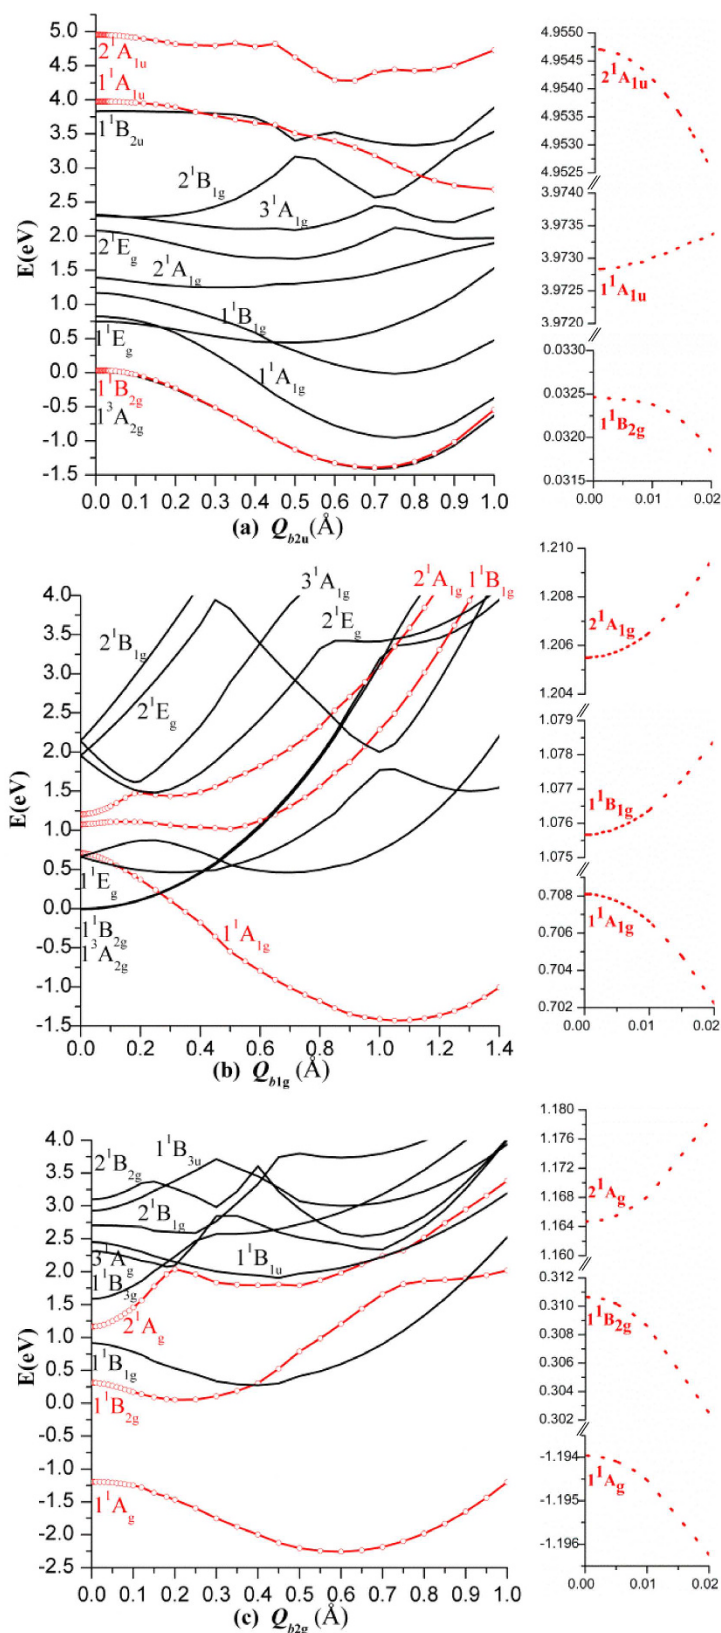 5.0
4.5
4.0
3.5
3.0
2.5
2.0
1.5
1.0
0.5
0.0
-0.5
-1.0
-1.5
E(eV)
2¹A₁ᵤ
1¹A₁ᵤ
1¹B₂ᵤ
2¹B₁g
3¹A₁g
2¹Eg
2¹A₁g
1¹B₁g
1¹Eg
1¹A₁g
1¹B₂g
1³A₂g
0.0 0.1 0.2 0.3 0.4 0.5 0.6 0.7 0.8 0.9 1.0
(a) Q_b2u (Å)
4.9550
4.9545
4.9540
4.9535
4.9530
4.9525
2¹A₁ᵤ
3.9740
3.9735
3.9730
3.9725
3.9720
1¹A₁ᵤ
0.0330
0.0325
0.0320
0.0315
1¹B₂g
0.00 0.01 0.02
4.0
3.5
3.0
2.5
2.0
1.5
1.0
0.5
0.0
-0.5
-1.0
-1.5
E(eV)
3¹A₁g
2¹A₁g
1¹B₁g
2¹Eg
2¹B₁g
2¹Eg
1¹Eg
1¹B₂g
1³A₂g
1¹A₁g
0.0 0.2 0.4 0.6 0.8 1.0 1.2 1.4
(b) Q_b1g (Å)
1.210
1.208
1.206
1.204
2¹A₁g
1.079
1.078
1.077
1.076
1.075
1¹B₁g
0.708
0.706
0.704
0.702
1¹A₁g
0.00 0.01 0.02
4.0
3.5
3.0
2.5
2.0
1.5
1.0
0.5
0.0
-0.5
-1.0
-1.5
-2.0
-2.5
E(eV)
1¹B₃ᵤ
2¹B₂g
2¹B₁g
3¹Ag
1¹B₁ᵤ
1¹B₃g
2¹Ag
1¹B₁g
1¹B₂g
1¹Ag
0.0 0.1 0.2 0.3 0.4 0.5 0.6 0.7 0.8 0.9 1.0
(c) Q_b2g (Å)
1.180
1.176
1.172
1.168
1.164
1.160
2¹Ag
0.312
0.310
0.308
0.306
0.304
0.302
1¹B₂g
-1.194
-1.195
-1.196
1¹Ag
0.00 0.01 0.02